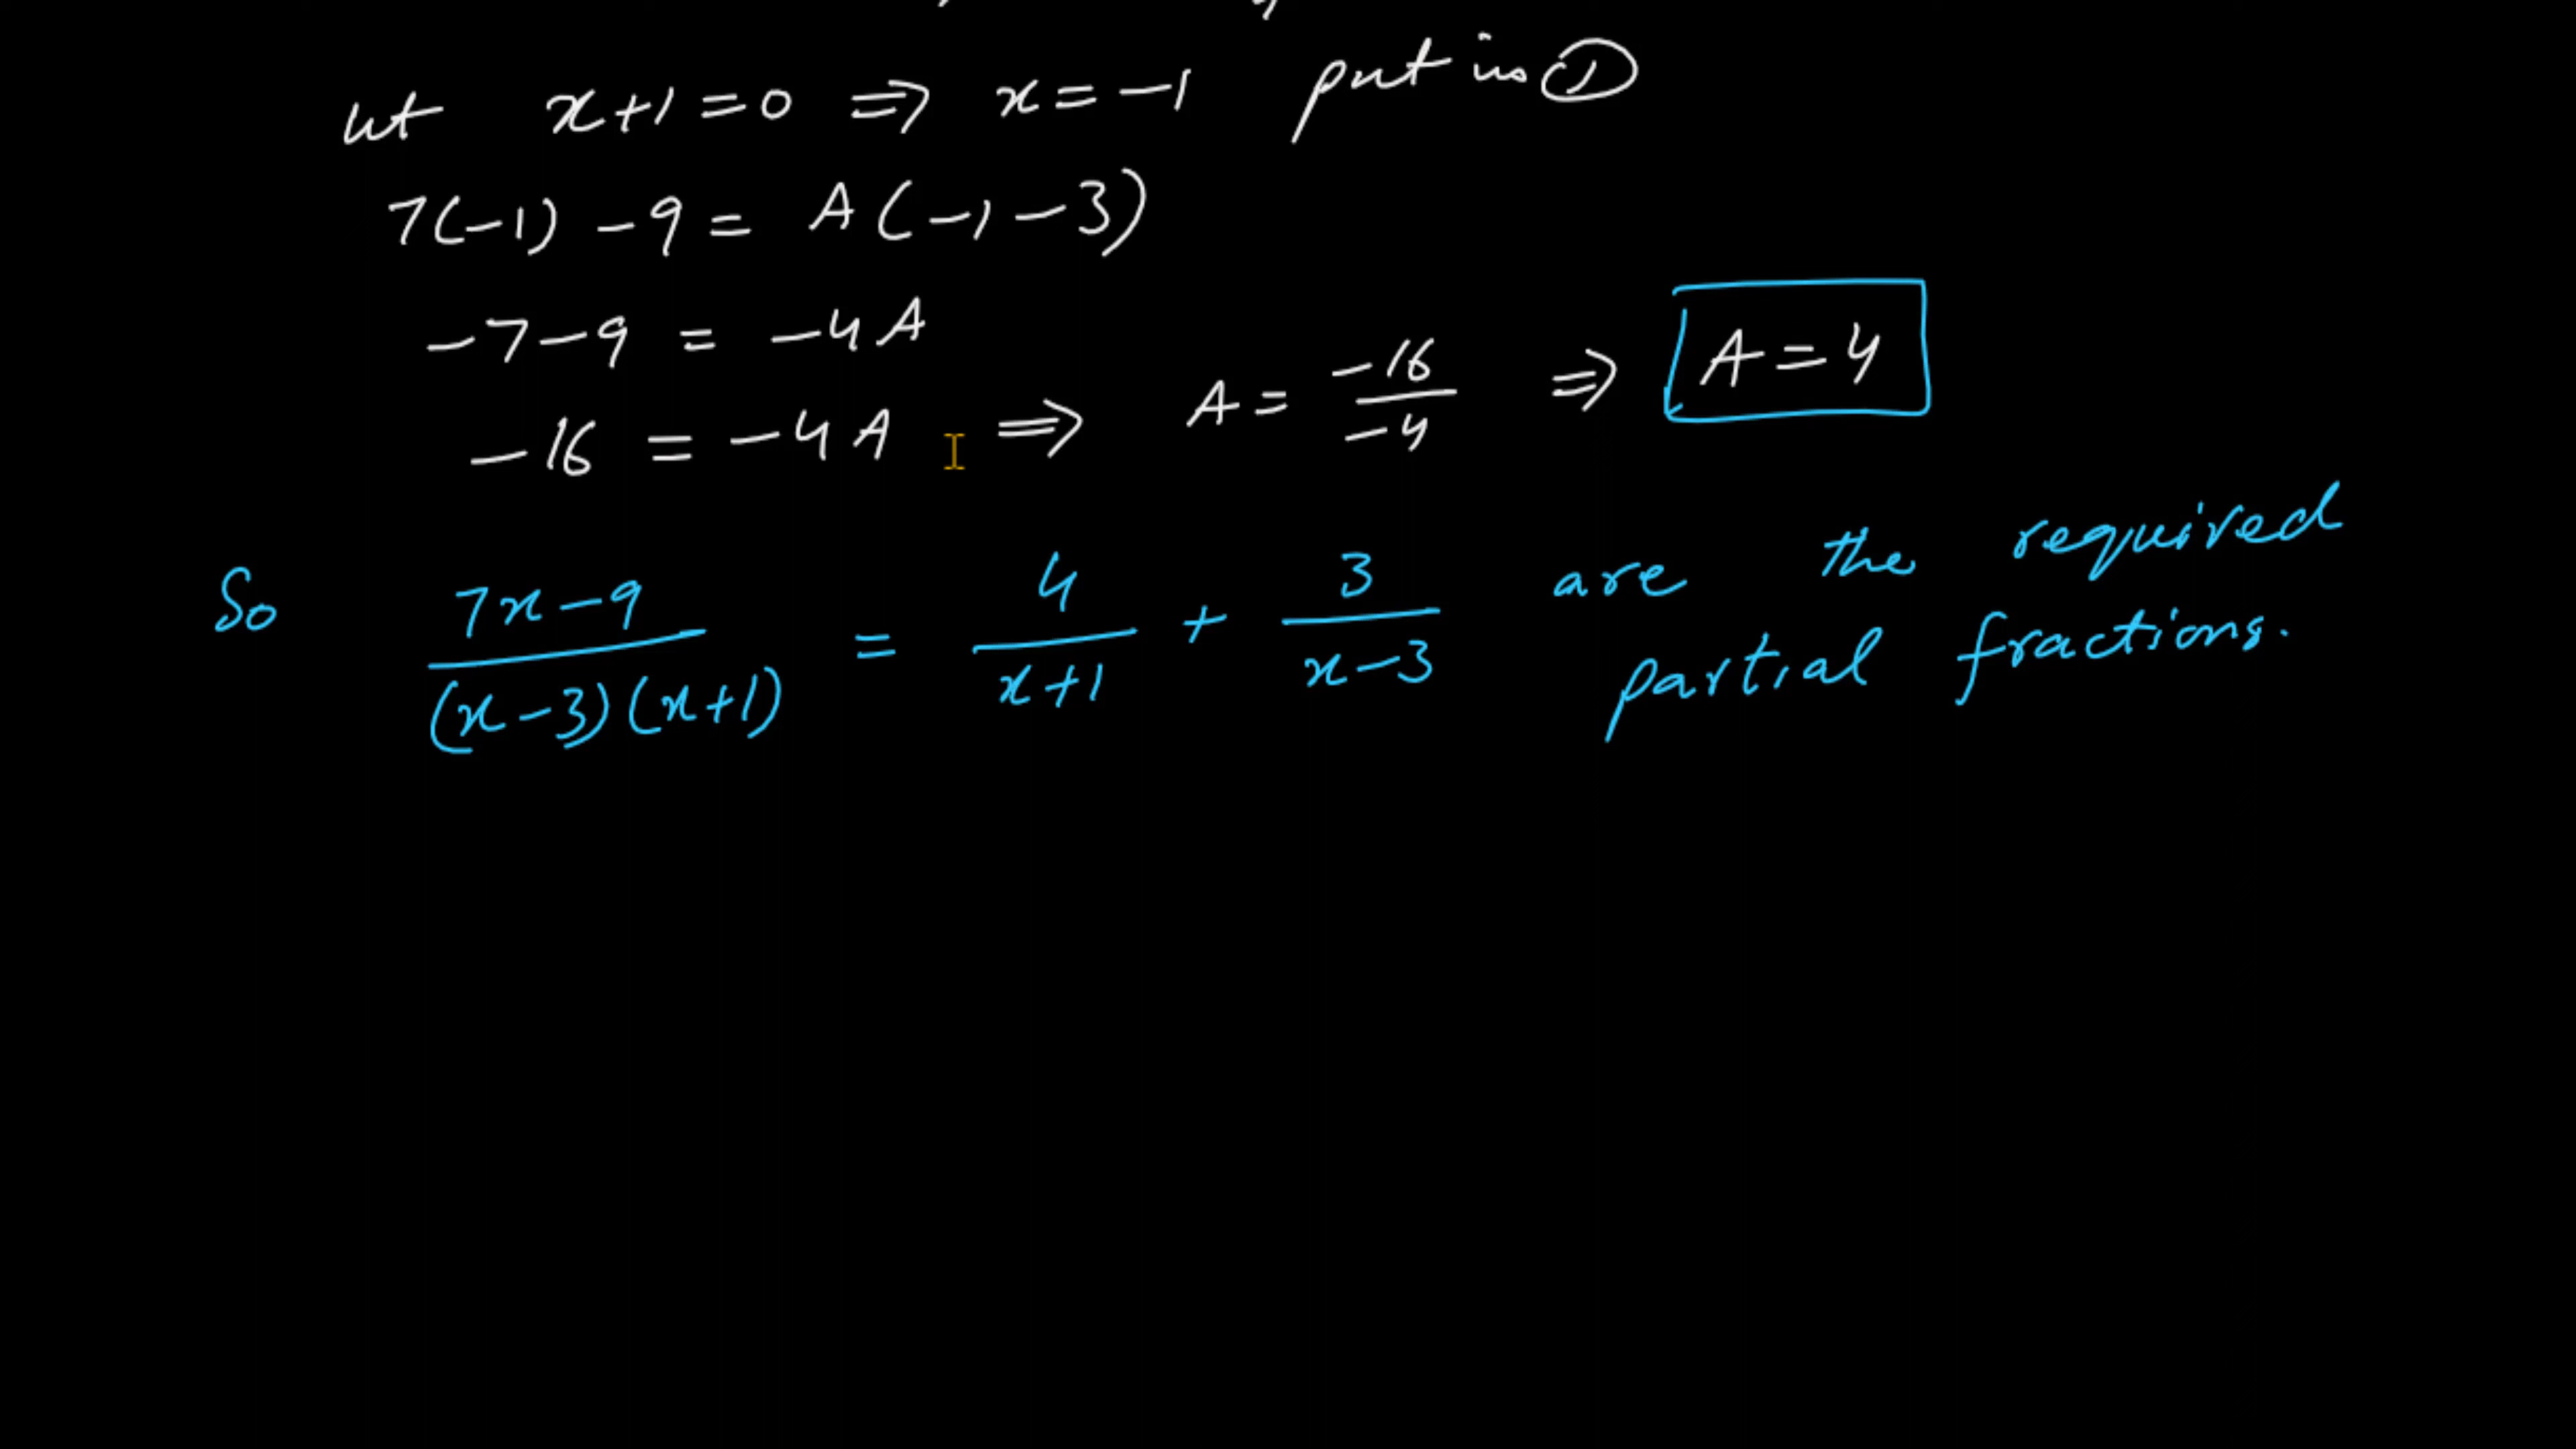 let x+1=0 ⇒ x=-1 put in ①
7(-1)-9= A(-1-3)
-7-9 = -4A
-16 = -4A ⇒ A= -16/-4 ⇒ A=4
So (7x-9)/((x-3)(x+1)) = 4/(x+1) + 3/(x-3) are the required
partial fractions.